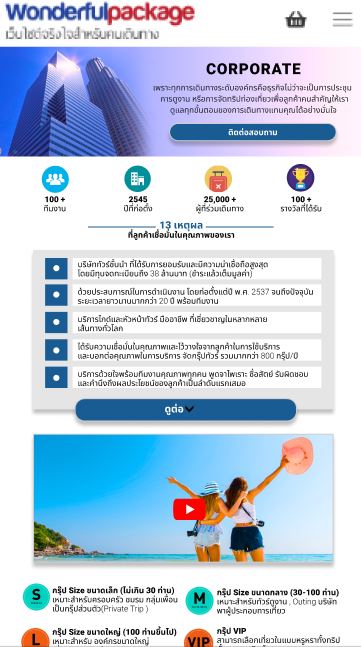 Wonderfulpackage
เว็บไซต์จริงใจสำหรับคนเดินทาง
CORPORATE
เพราะทุกการเดินทางระดับองค์กรคือธุรกิจไม่ว่าจะเป็นการประชุม
การดูงาน หรือการจัดทริปท่องเที่ยวเพื่อลูกค้าคนสำคัญให้เรา
ดูแลทุกขั้นตอนของการเดินทางแทนคุณได้อย่างมั่นใจ
ติดต่อสอบถาม
100 +
ทีมงาน
2545
ปีที่ก่อตั้ง
25,000 +
ผู้ที่ร่วมเดินทาง
100 +
รางวัลที่ได้รับ
13 เหตุผล
ที่ลูกค้าเชื่อมั่นในคุณภาพของเรา
บริษัททัวร์ชั้นนำ ที่ได้รับการยอมรับและมีความน่าเชื่อถือสูงสุด
โดยมีทุนจดทะเบียนถึง 38 ล้านบาท (ชำระแล้วเต็มมูลค่า)
ด้วยประสบการณ์ในการดำเนินงาน โดยก่อตั้งแต่ปี พ.ศ. 2537 จนถึงปัจจุบัน
ระยะเวลายาวนานมากกว่า 20 ปี พร้อมทีมงาน
บริการไกด์และหัวหน้าทัวร์ มืออาชีพ ที่เชี่ยวชาญในหลากหลาย
เส้นทางทั่วโลก
ได้รับความเชื่อมั่นในคุณภาพและไว้วางใจจากลูกค้าในการใช้บริการ
และบอกต่อคุณภาพในการบริการ จัดกรุ๊ปทัวร์ รวมมากกว่า 800 กรุ๊ป/ปี
บริการด้วยใจพร้อมทีมงานคุณภาพทุกคน พูดจาไพเราะ ซื่อสัตย์ รับผิดชอบ
และคำนึงถึงผลประโยชน์ของลูกค้าเป็นลำดับแรกเสมอ
ดูต่อ
S
กรุ๊ป Size ขนาดเล็ก (ไม่เกิน 30 ท่าน)
เหมาะสำหรับครอบครัว ชมรม กลุ่มเพื่อน
เป็นกรุ๊ปส่วนตัว(Private Trip )
M
กรุ๊ป Size ขนาดกลาง (30-100 ท่าน)
เหมาะสำหรับทัวร์ดูงาน , Outing บริษัท
พาผู้ประกอบการเที่ยว
L
กรุ๊ป Size ขนาดใหญ่ (100 ท่านขึ้นไป)
เหมาะสำหรับ องค์กรขนาดใหญ่
VIP
กรุ๊ป VIP
สามารถเลือกเที่ยวในแบบหรูหราทั้งทริป